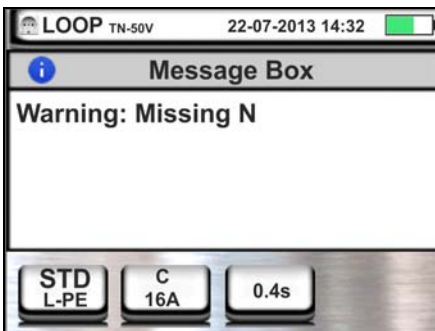 LOOP TN-50V 22-07-2013 14:32
Message Box
Warning: Missing N
STD C 0.4s
L-PE 16A